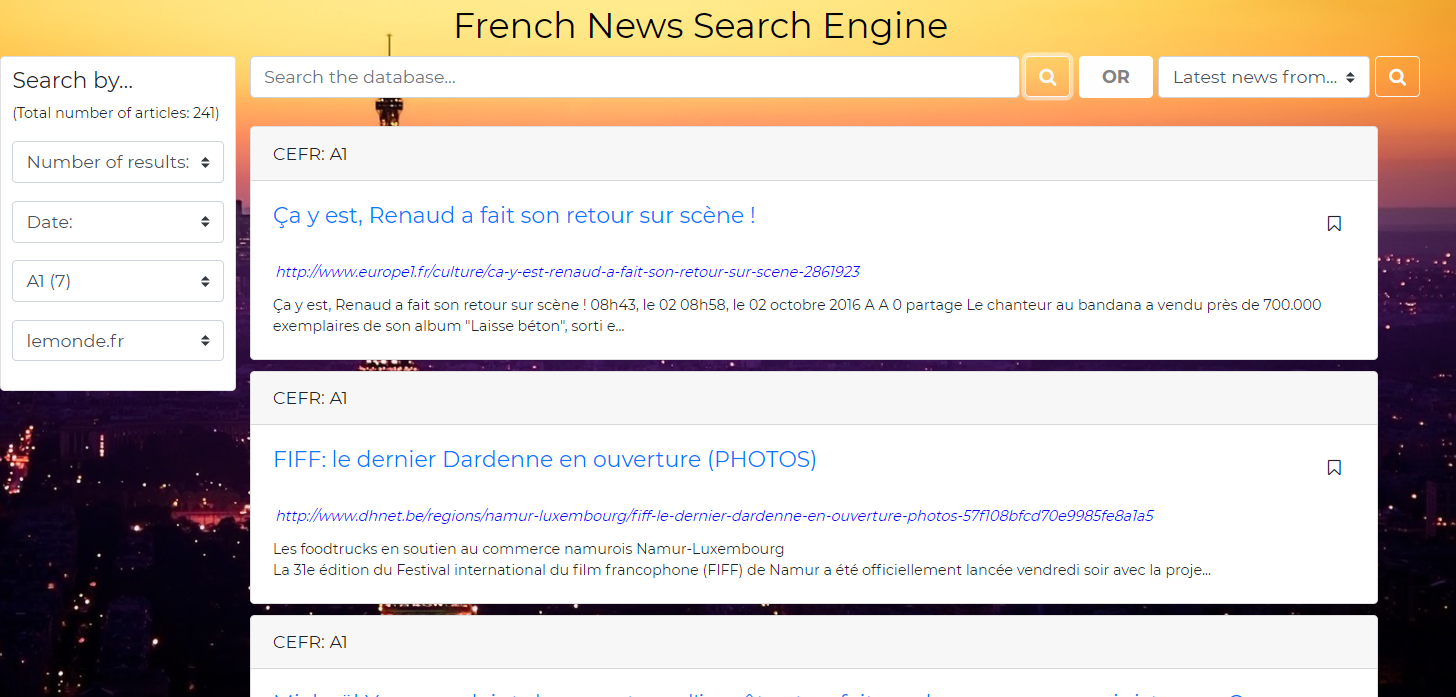 French News Search Engine
Search by...
(Total number of articles: 241)
Number of results:
Date:
A1 (7)
lemonde.fr
Search the database...
OR
Latest news from...
CEFR: A1
Ça y est, Renaud a fait son retour sur scène !
http://www.europe1.fr/culture/ca-y-est-renaud-a-fait-son-retour-sur-scene-2861923
Ça y est, Renaud a fait son retour sur scène ! 08h43, le 02 08h58, le 02 octobre 2016 A A 0 partage Le chanteur au bandana a vendu près de 700.000
exemplaires de son album "Laisse béton", sorti e...
CEFR: A1
FIFF: le dernier Dardenne en ouverture (PHOTOS)
http://www.dhnet.be/regions/namur-luxembourg/fiff-le-dernier-dardenne-en-ouverture-photos-57f108bfcd70e9985fe8a1a5
Les foodtrucks en soutien au commerce namurois Namur-Luxembourg
La 31e édition du Festival international du film francophone (FIFF) de Namur a été officiellement lancée vendredi soir avec la proje...
CEFR: A1